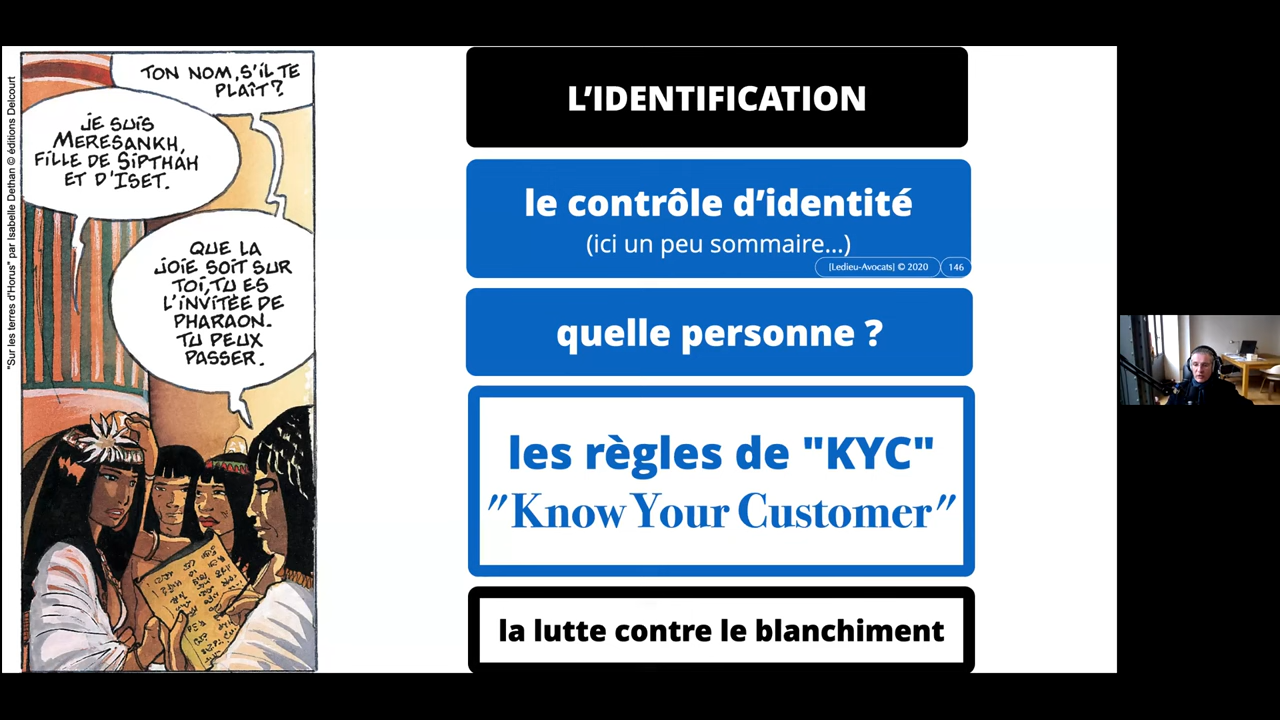 "Sur les terres d'Horus" par Isabelle Dethan © éditions Delcourt
TON NOM, S'IL TE
PLAÎT?
JE SUIS
MERESANKH,
FILLE DE SIPTHAH
ET D'ISET.
QUE LA
JOIE SOIT SUR
TOI, TU ES
L'INVITÉE DE
PHARAON.
TU PEUX
PASSER.
L’IDENTIFICATION
le contrôle d’identité
(ici un peu sommaire...)
[Ledieu-Avocats] © 2020
146
quelle personne ?
les règles de "KYC"
"Know Your Customer"
la lutte contre le blanchiment